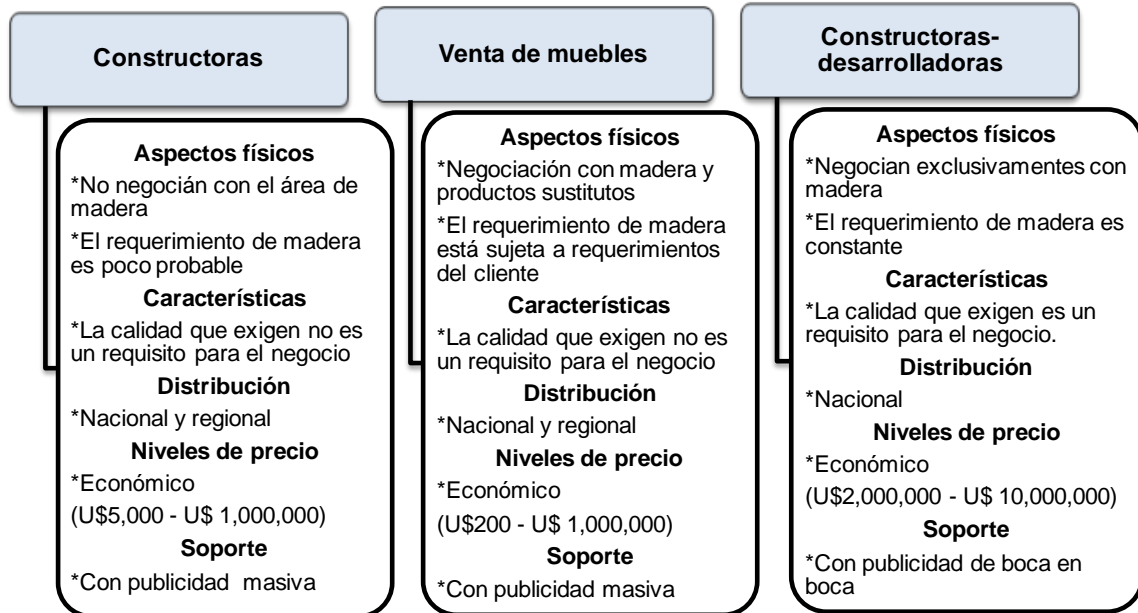 Constructoras
Aspectos físicos
*No negocián con el área de
madera
*El requerimiento de madera
es poco probable
Características
*La calidad que exigen no es
un requisito para el negocio
Distribución
*Nacional y regional
Niveles de precio
*Económico
(U$5,000 - U$ 1,000,000)
Soporte
*Con publicidad masiva
Venta de muebles
Aspectos físicos
*Negociación con madera y
productos sustitutos
*El requerimiento de madera
está sujeta a requerimientos
del cliente
Características
*La calidad que exigen no es
un requisito para el negocio
Distribución
*Nacional y regional
Niveles de precio
*Económico
(U$200 - U$ 1,000,000)
Soporte
*Con publicidad masiva
Constructoras-
desarrolladoras
Aspectos físicos
*Negocian exclusivamentes con
madera
*El requerimiento de madera es
constante
Características
*La calidad que exigen es un
requisito para el negocio.
Distribución
*Nacional
Niveles de precio
*Económico
(U$2,000,000 - U$ 10,000,000)
Soporte
*Con publicidad de boca en
boca